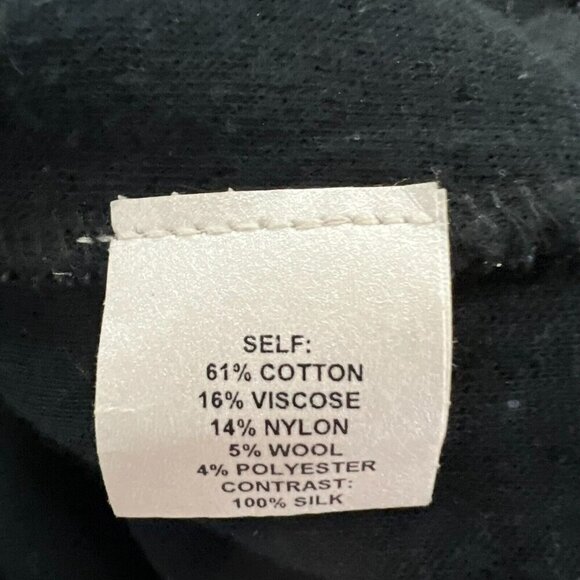 SELF:
61% COTTON
16% VISCOSE
14% NYLON
5% WOOL
4% POLYESTER
CONTRAST:
100% SILK